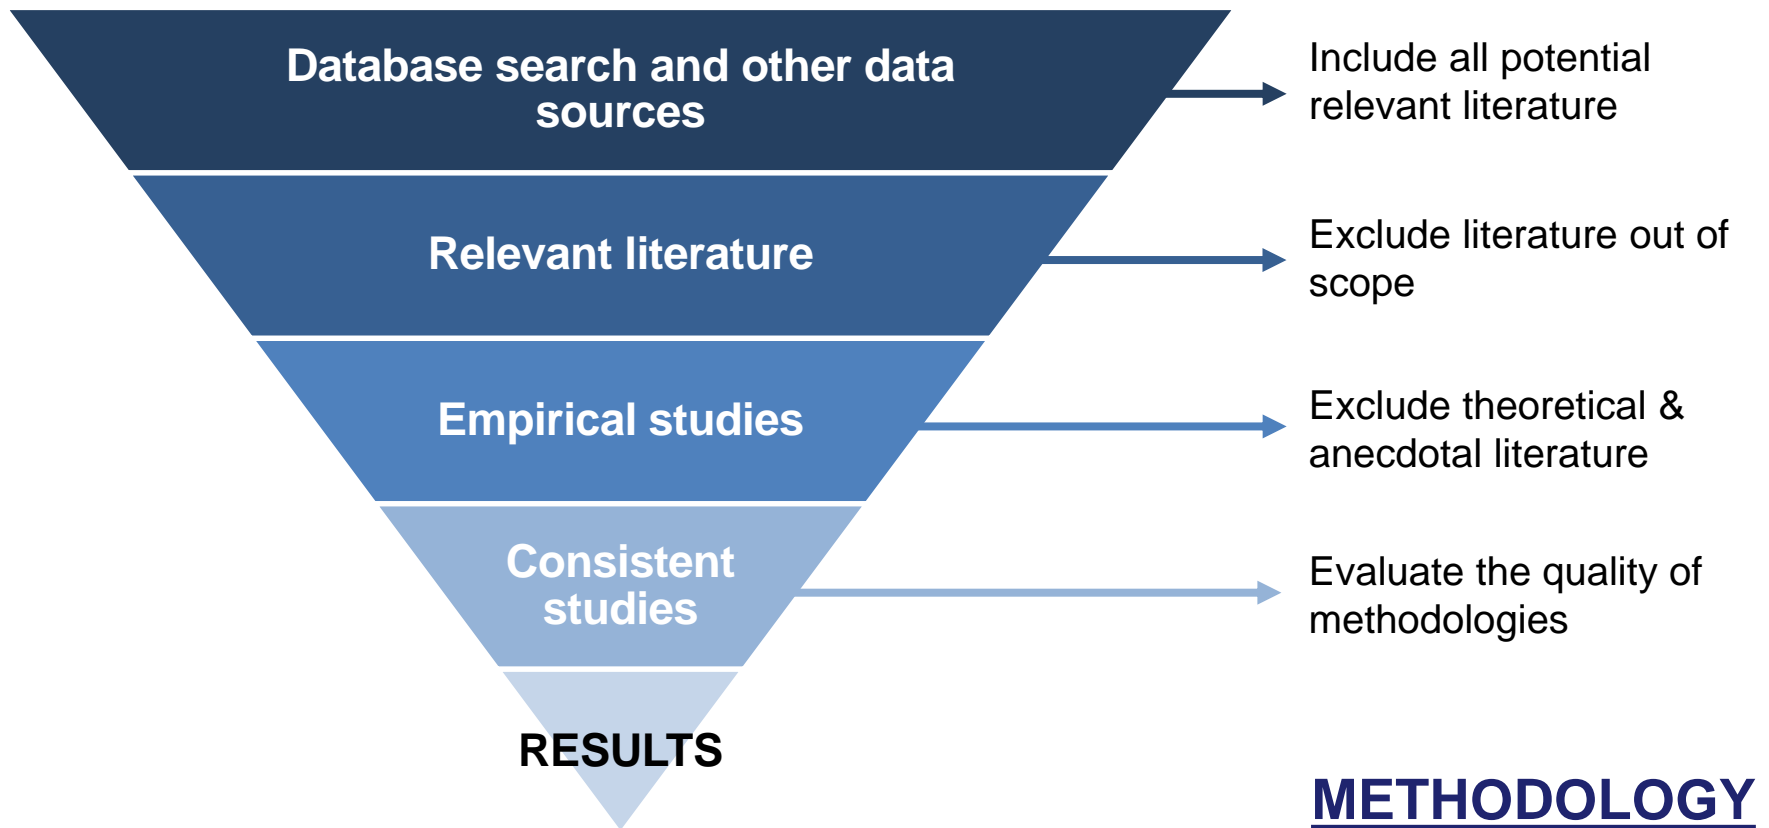 Database search and other data
sources
Include all potential
relevant literature
Relevant literature
Exclude literature out of
scope
Empirical studies
Exclude theoretical &
anecdotal literature
Consistent
studies
Evaluate the quality of
methodologies
RESULTS
METHODOLOGY